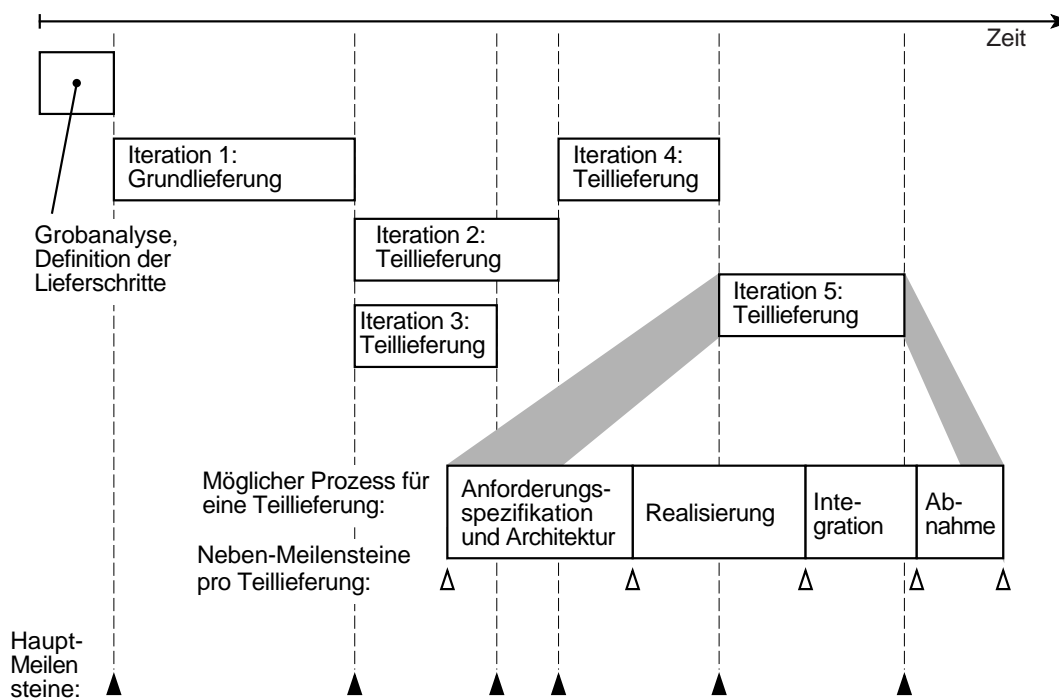 Zeit
Iteration 1:
Grundlieferung
Iteration 4:
Teillieferung
Grobanalyse,
Definition der
Lieferschritte
Iteration 2:
Teillieferung
Iteration 3:
Teillieferung
Iteration 5:
Teillieferung
Möglicher Prozess für
eine Teillieferung:
Anforderungs-
spezifikation
und Architektur
Realisierung
Inte-
gration
Ab-
nahme
Neben-Meilensteine
pro Teillieferung:
Haupt-
Meilen
steine: